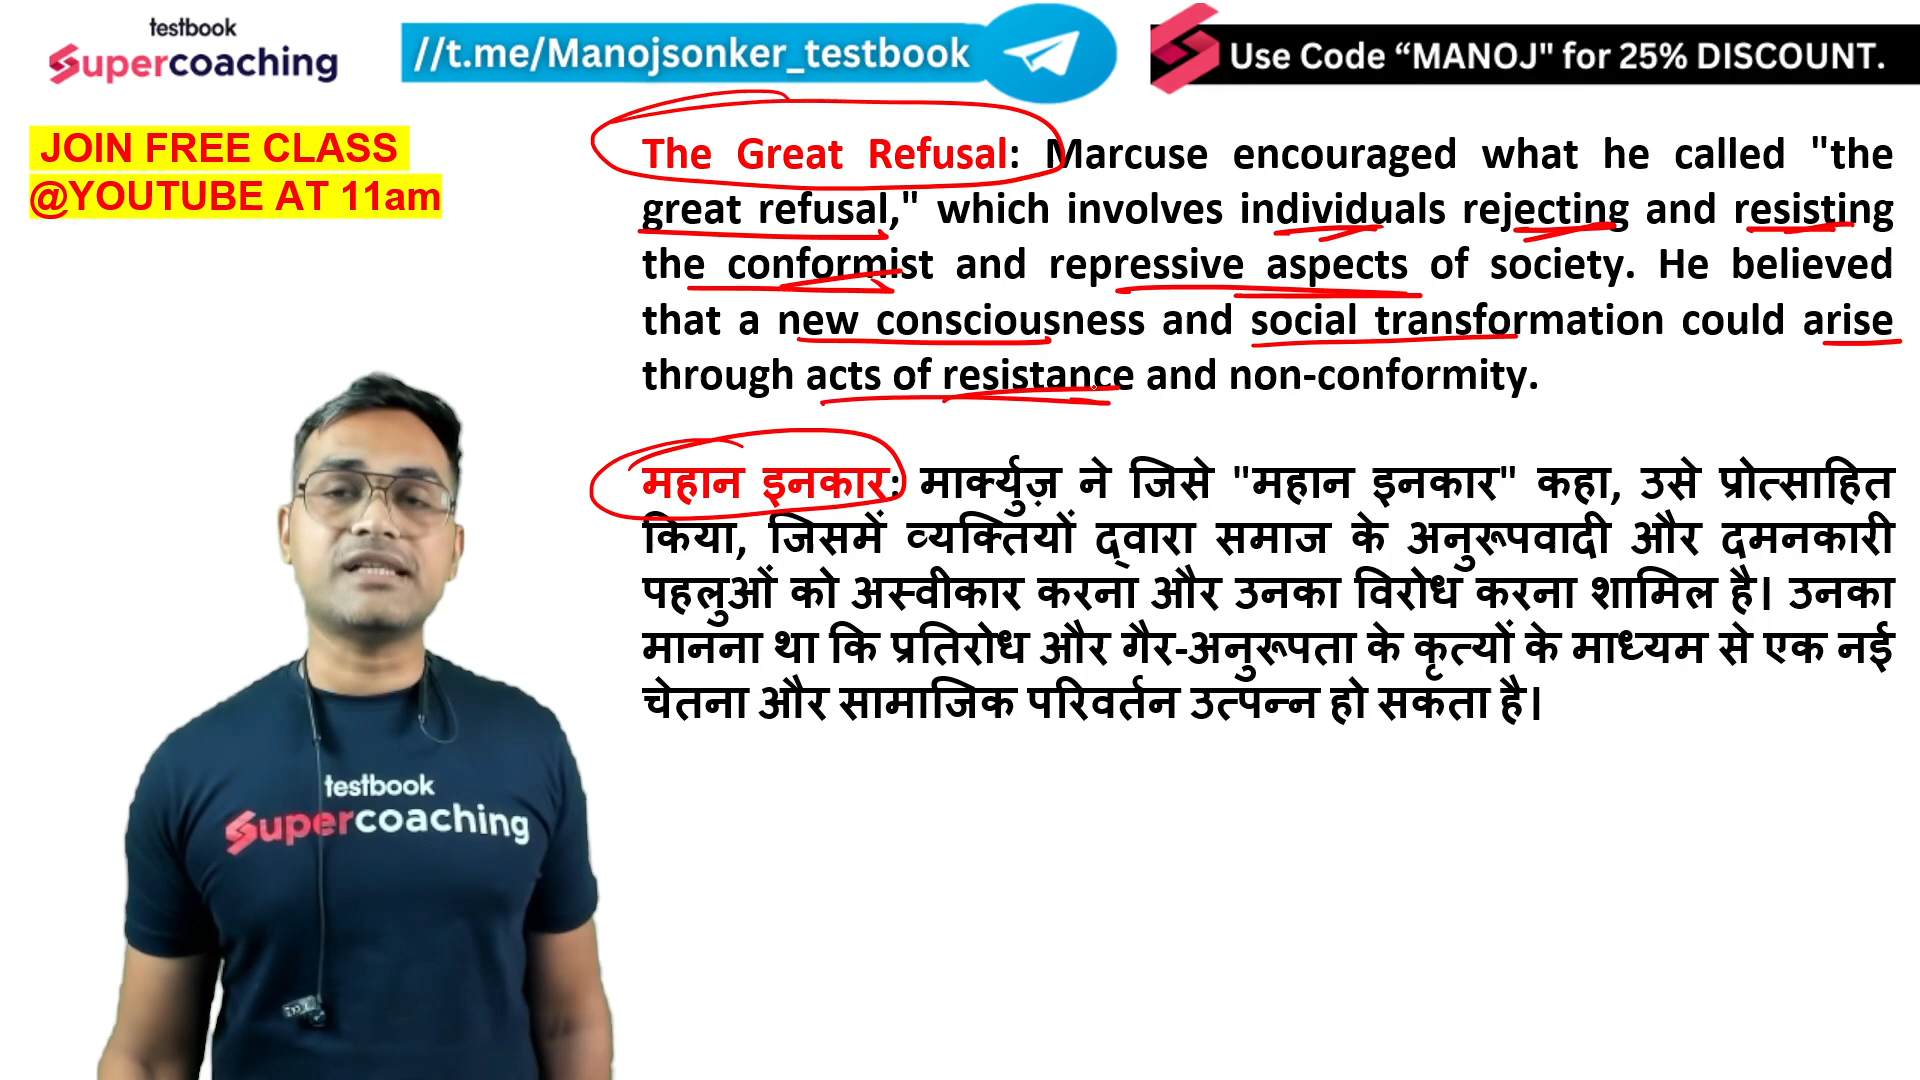 testbook
Supercoaching
//t.me/Manojsonker_testbook
Use Code “MANOJ" for 25% DISCOUNT.
JOIN FREE CLASS
@YOUTUBE AT 11am
The Great Refusal: Marcuse encouraged what he called "the
great refusal," which involves individuals rejecting and resisting
the conformist and repressive aspects of society. He believed
that a new consciousness and social transformation could arise
through acts of resistance and non-conformity.
महान इनकार: मार्क्युज़ ने जिसे "महान इनकार" कहा, उसे प्रोत्साहित
किया, जिसमें व्यक्तियों द्वारा समाज के अनुरूपवादी और दमनकारी
पहलुओं को अस्वीकार करना और उनका विरोध करना शामिल है। उनका
मानना था कि प्रतिरोध और गैर-अनुरूपता के कृत्यों के माध्यम से एक नई
चेतना और सामाजिक परिवर्तन उत्पन्न हो सकता है।
testbook
Supercoaching